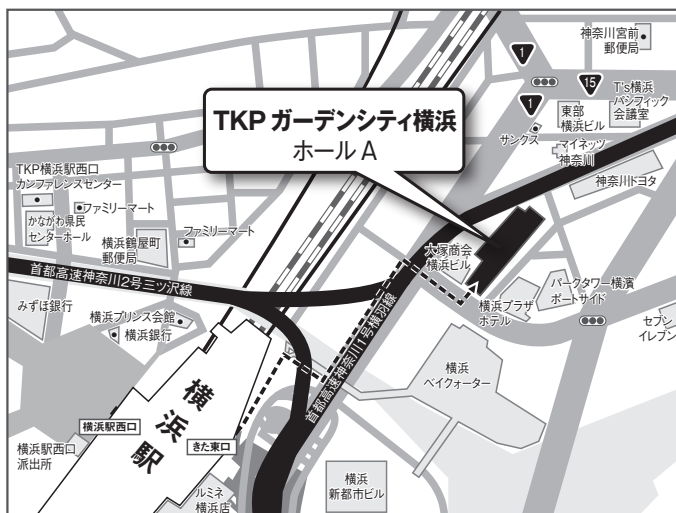 神奈川宮前
郵便局
1
15
1
T's横浜
パシフィック
会議室
東部
横浜ビル
サンクス
マイネッツ
神奈川
神奈川トヨタ
TKP ガーデンシティ横浜
ホール A
TKP横浜駅西口
カンファレンスセンター
ファミリーマート
かながわ県民
センターホール
横浜鶴屋町
郵便局
ファミリーマート
大塚商会
横浜ビル
首都高速神奈川2号三ツ沢線
パークタワー横濱
ポートサイド
横浜プラザ
ホテル
みずほ銀行
横浜プリンス会館
横浜銀行
セブン
イレブン
首都高速神奈川1号横羽線
横浜
ベイクォーター
横浜駅
横浜駅西口
きた東口
横浜駅西口
派出所
ルミネ
横浜店
横浜
新都市ビル